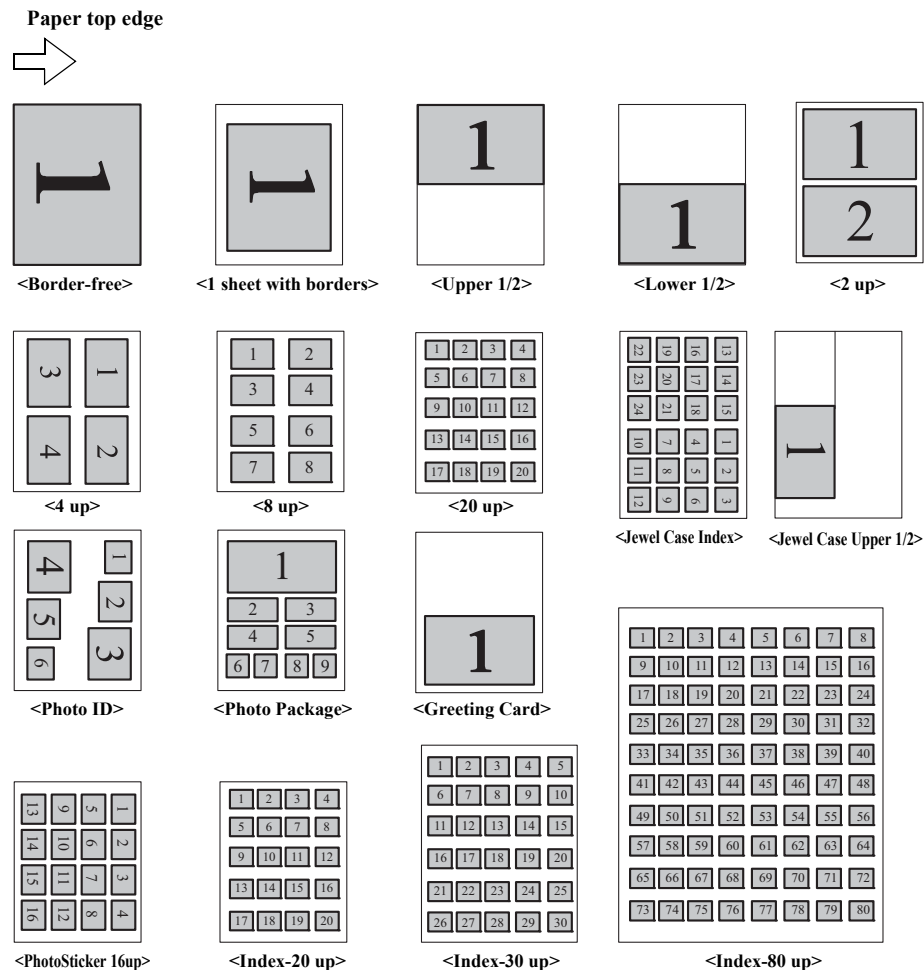 Paper top edge
1
<Border-free>
1
<1 sheet with borders>
1
<Upper 1/2>
1
<Lower 1/2>
1
2
<2 up>
3 1
4 2
<4 up>
1 2
3 4
5 6
7 8
<8 up>
1 2 3 4
5 6 7 8
9 10 11 12
13 14 15 16
17 18 19 20
<20 up>
22 19 16 13
23 20 17 14
24 21 18 15
10 7 4 1
11 8 5 2
12 9 6 3
<Jewel Case Index>
1
<Jewel Case Upper 1/2>
4 1
5 2
6 3
<Photo ID>
1
2 3
4 5
6 7 8 9
<Photo Package>
1
<Greeting Card>
13 9 5 1
14 10 6 2
15 11 7 3
16 12 8 4
<PhotoSticker 16up>
1 2 3 4
5 6 7 8
9 10 11 12
13 14 15 16
17 18 19 20
<Index-20 up>
1 2 3 4 5
6 7 8 9 10
11 12 13 14 15
16 17 18 19 20
21 22 23 24 25
26 27 28 29 30
<Index-30 up>
1 2 3 4 5 6 7 8
9 10 11 12 13 14 15 16
17 18 19 20 21 22 23 24
25 26 27 28 29 30 31 32
33 34 35 36 37 38 39 40
41 42 43 44 45 46 47 48
49 50 51 52 53 54 55 56
57 58 59 60 61 62 63 64
65 66 67 68 69 70 71 72
73 74 75 76 77 78 79 80
<Index-80 up>